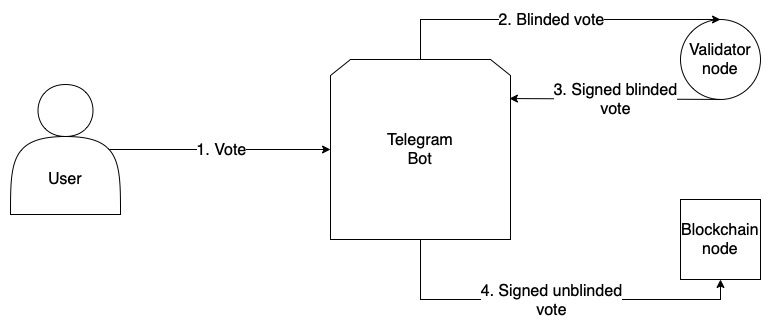 2. Blinded vote
Validator
node
3. Signed blinded
vote
Telegram
Bot
1. Vote
User
Blockchain
node
4. Signed unblinded
vote